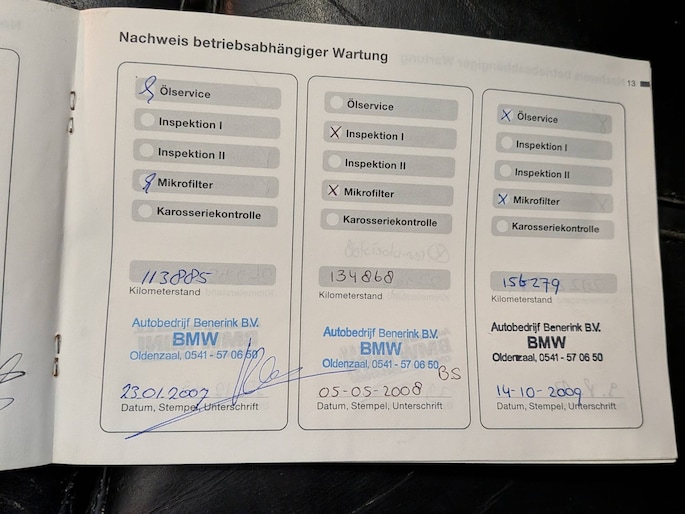 Nachweis betriebsabhängiger Wartung
13
Ölservice
Inspektion I
Inspektion II
Mikrofilter
Karosseriekontrolle
113885
Kilometerstand
Autobedrijf Benerink B.V.
BMW
Oldenzaal, 0541 - 57 06 50
23.01.2007
Datum, Stempel, Unterschrift
Ölservice
X Inspektion I
Inspektion II
X Mikrofilter
Karosseriekontrolle
134868
Kilometerstand
Autobedrijf Benerink B.V.
BMW
Oldenzaal, 0541 - 57 06 50
BS
05-05-2008
Datum, Stempel, Unterschrift
X Ölservice
Inspektion I
Inspektion II
X Mikrofilter
Karosseriekontrolle
156279
Kilometerstand
Autobedrijf Benerink B.V.
BMW
Oldenzaal, 0541 - 57 06 50
14-10-2009
Datum, Stempel, Unterschrift